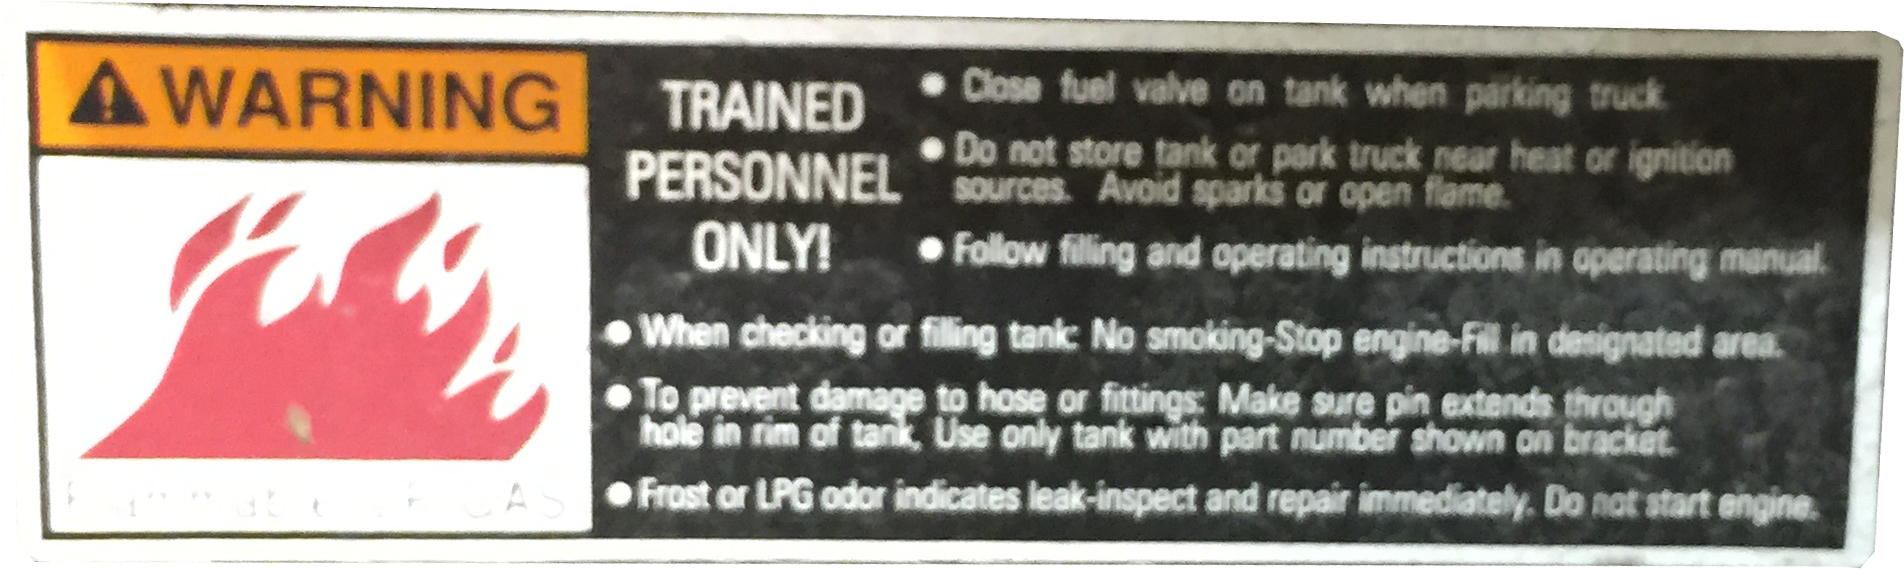 WARNING
TRAINED
PERSONNEL
ONLY!
• Close fuel valve on tank when parking truck.
• Do not store tank or park truck near heat or ignition
sources. Avoid sparks or open flame.
• Follow filling and operating instructions in operating manual.
• When checking or filling tank: No smoking-Stop engine-Fill in designated area.
• To prevent damage to hose or fittings: Make sure pin extends through
hole in rim of tank. Use only tank with part number shown on bracket.
• Frost or LPG odor indicates leak-inspect and repair immediately. Do not start engine.
GAS